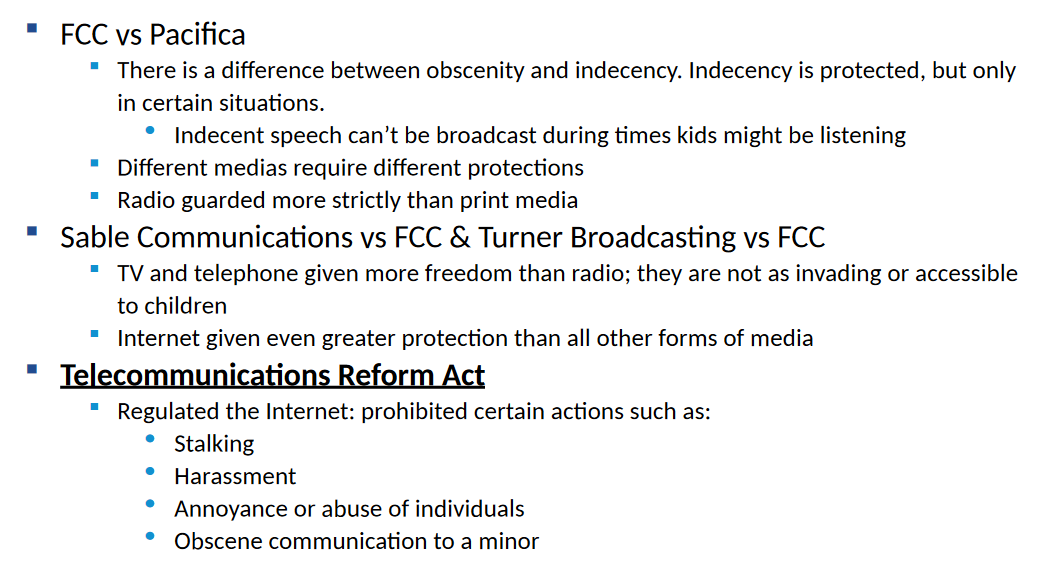 FCC vs Pacifica
There is a difference between obscenity and indecency. Indecency is protected, but only
in certain situations.
Indecent speech can’t be broadcast during times kids might be listening
Different medias require different protections
Radio guarded more strictly than print media
Sable Communications vs FCC & Turner Broadcasting vs FCC
TV and telephone given more freedom than radio; they are not as invading or accessible
to children
Internet given even greater protection than all other forms of media
Telecommunications Reform Act
Regulated the Internet: prohibited certain actions such as:
Stalking
Harassment
Annoyance or abuse of individuals
Obscene communication to a minor